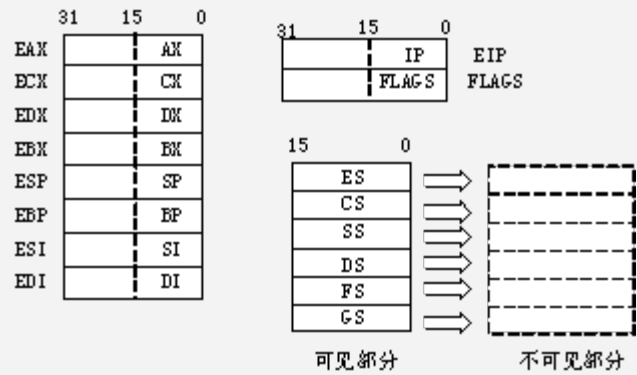 31 15 0
EAX AX
ECX CX
EDX DX
EBX BX
ESP SP
EBP BP
ESI SI
EDI DI
31 15 0
IP EIP
FLAGS FLAGS
15 0
ES
CS
SS
DS
FS
GS
可见部分 不可见部分